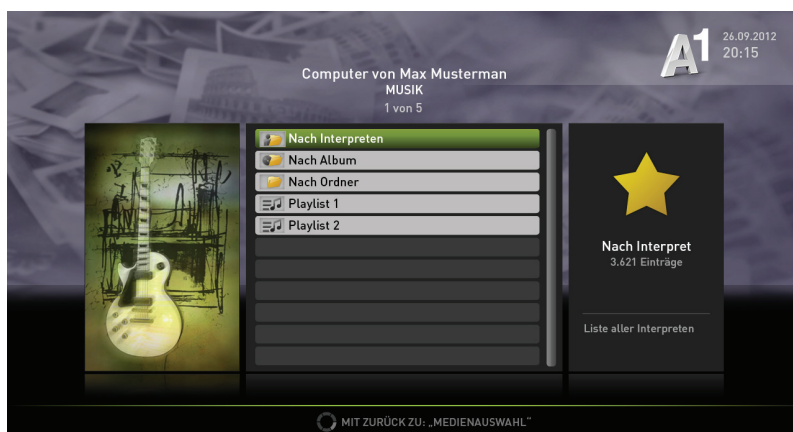 A1
26.09.2012
20:15
Computer von Max Musterman
MUSIK
1 von 5
Nach Interpreten
Nach Album
Nach Ordner
Playlist 1
Playlist 2
Nach Interpret
3.621 Einträge
Liste aller Interpreten
MIT ZURÜCK ZU: „MEDIENAUSWAHL“